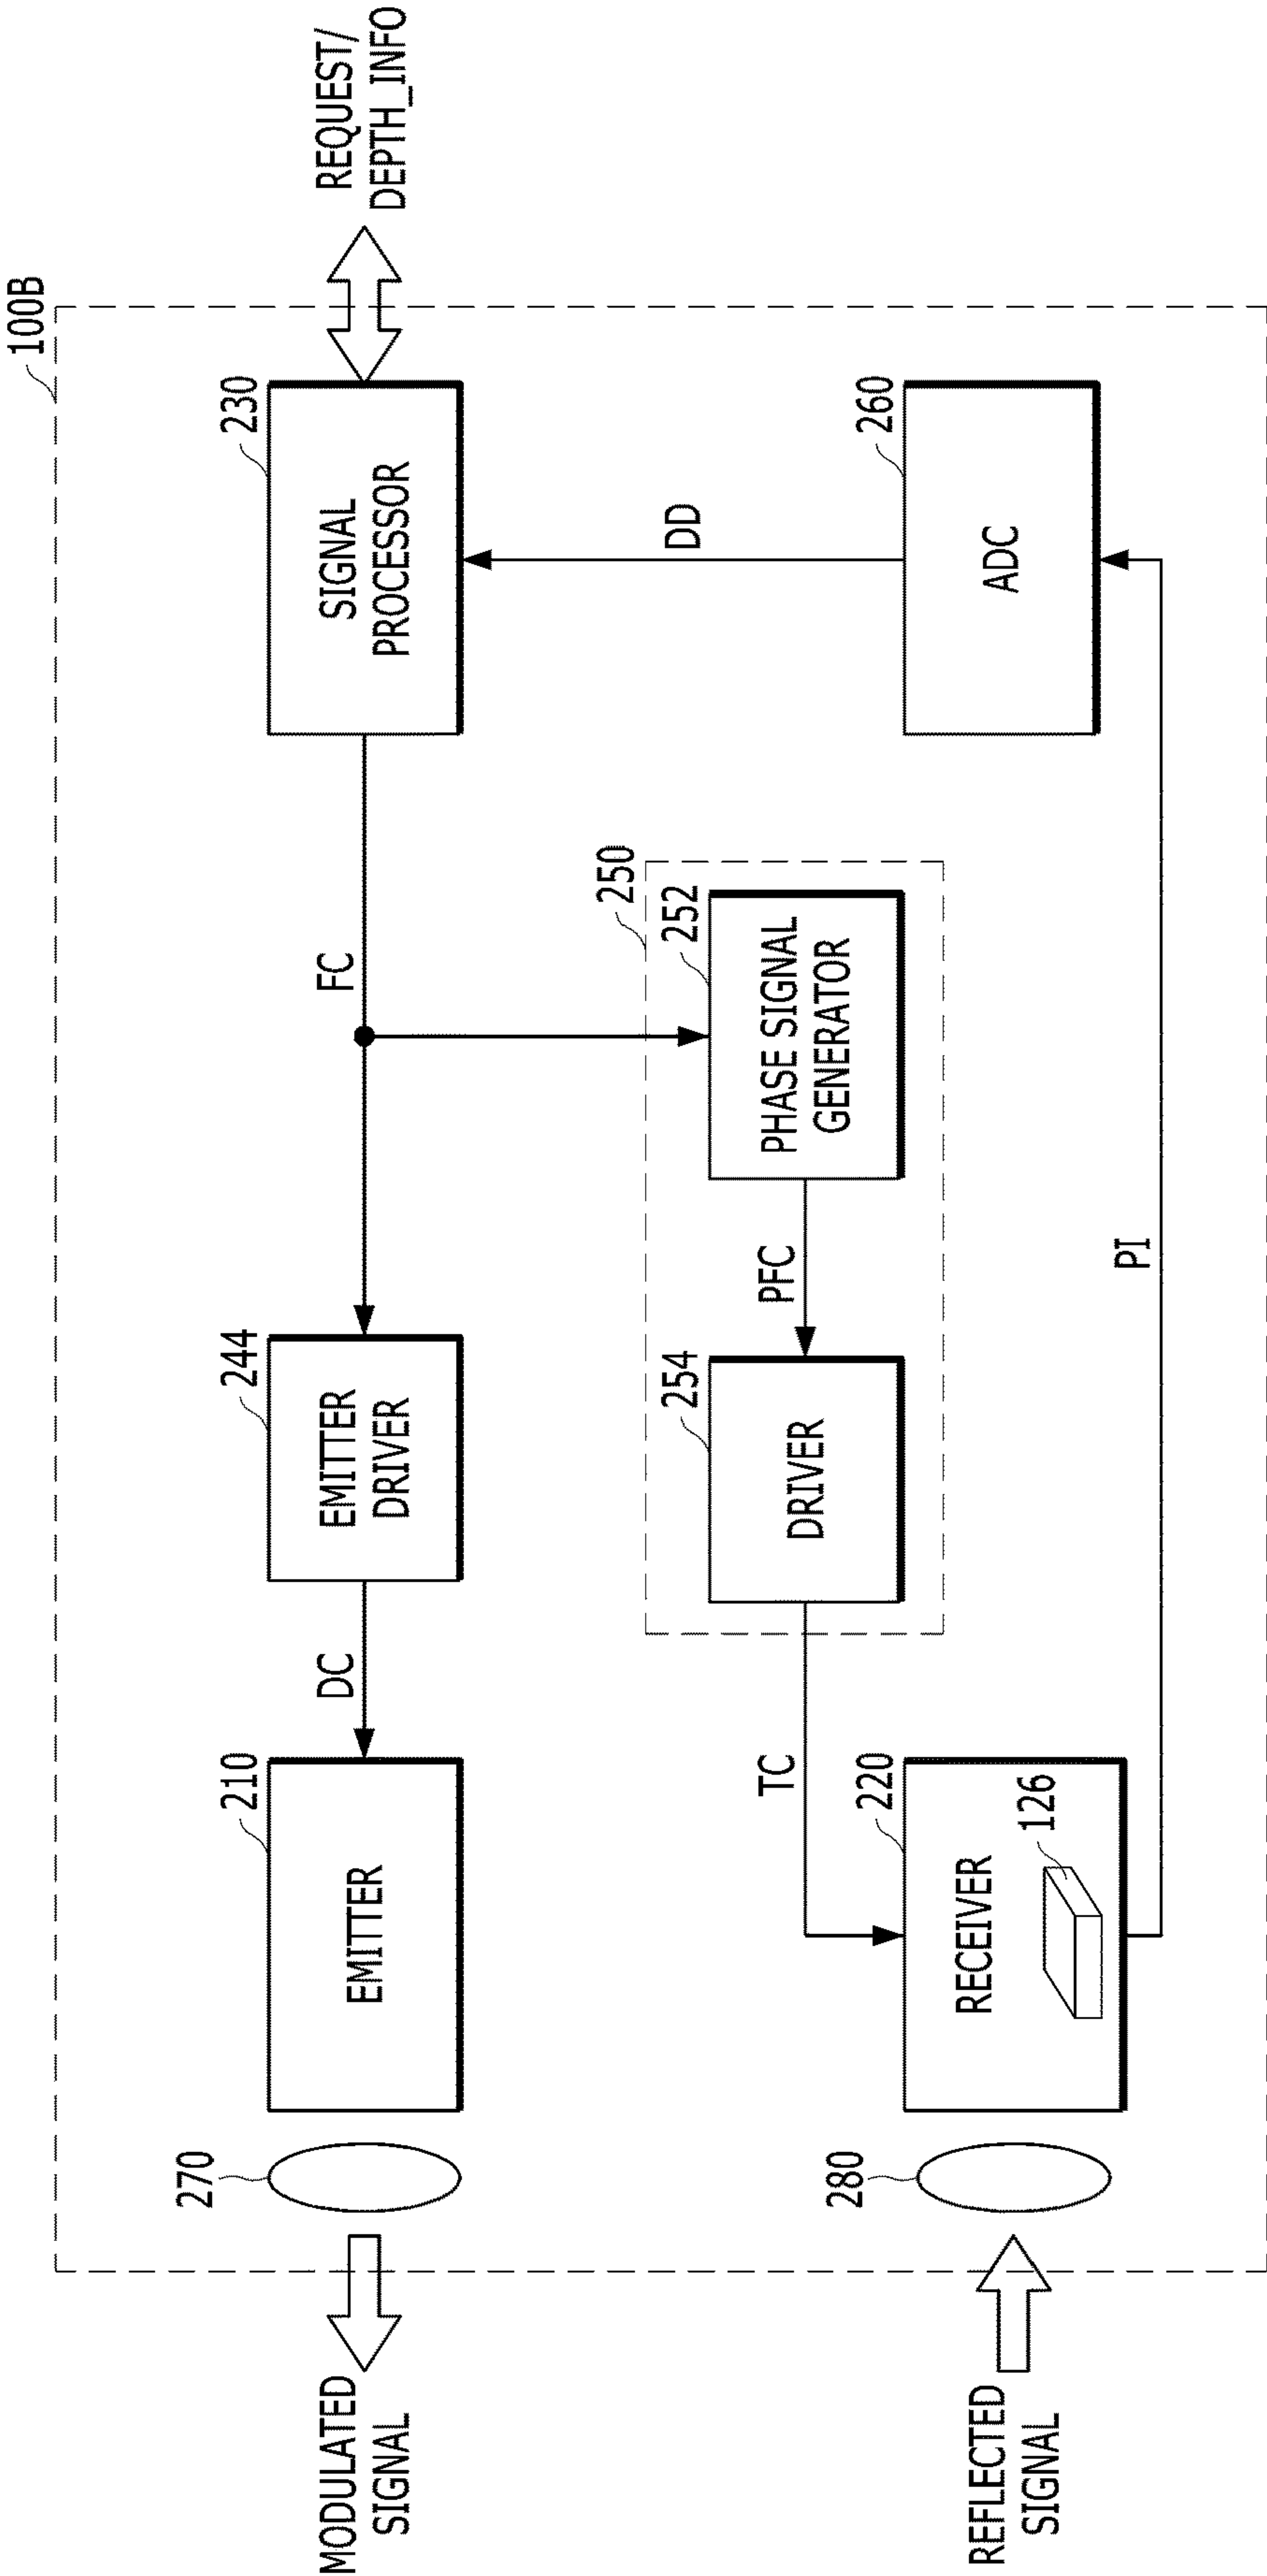 100B
270
MODULATED
SIGNAL
210
EMITTER
DC
244
EMITTER
DRIVER
FC
230
SIGNAL
PROCESSOR
REQUEST/
DEPTH_INFO
250
254
DRIVER
PFC
252
PHASE SIGNAL
GENERATOR
TC
DD
280
REFLECTED
SIGNAL
220
RECEIVER
126
260
ADC
PI